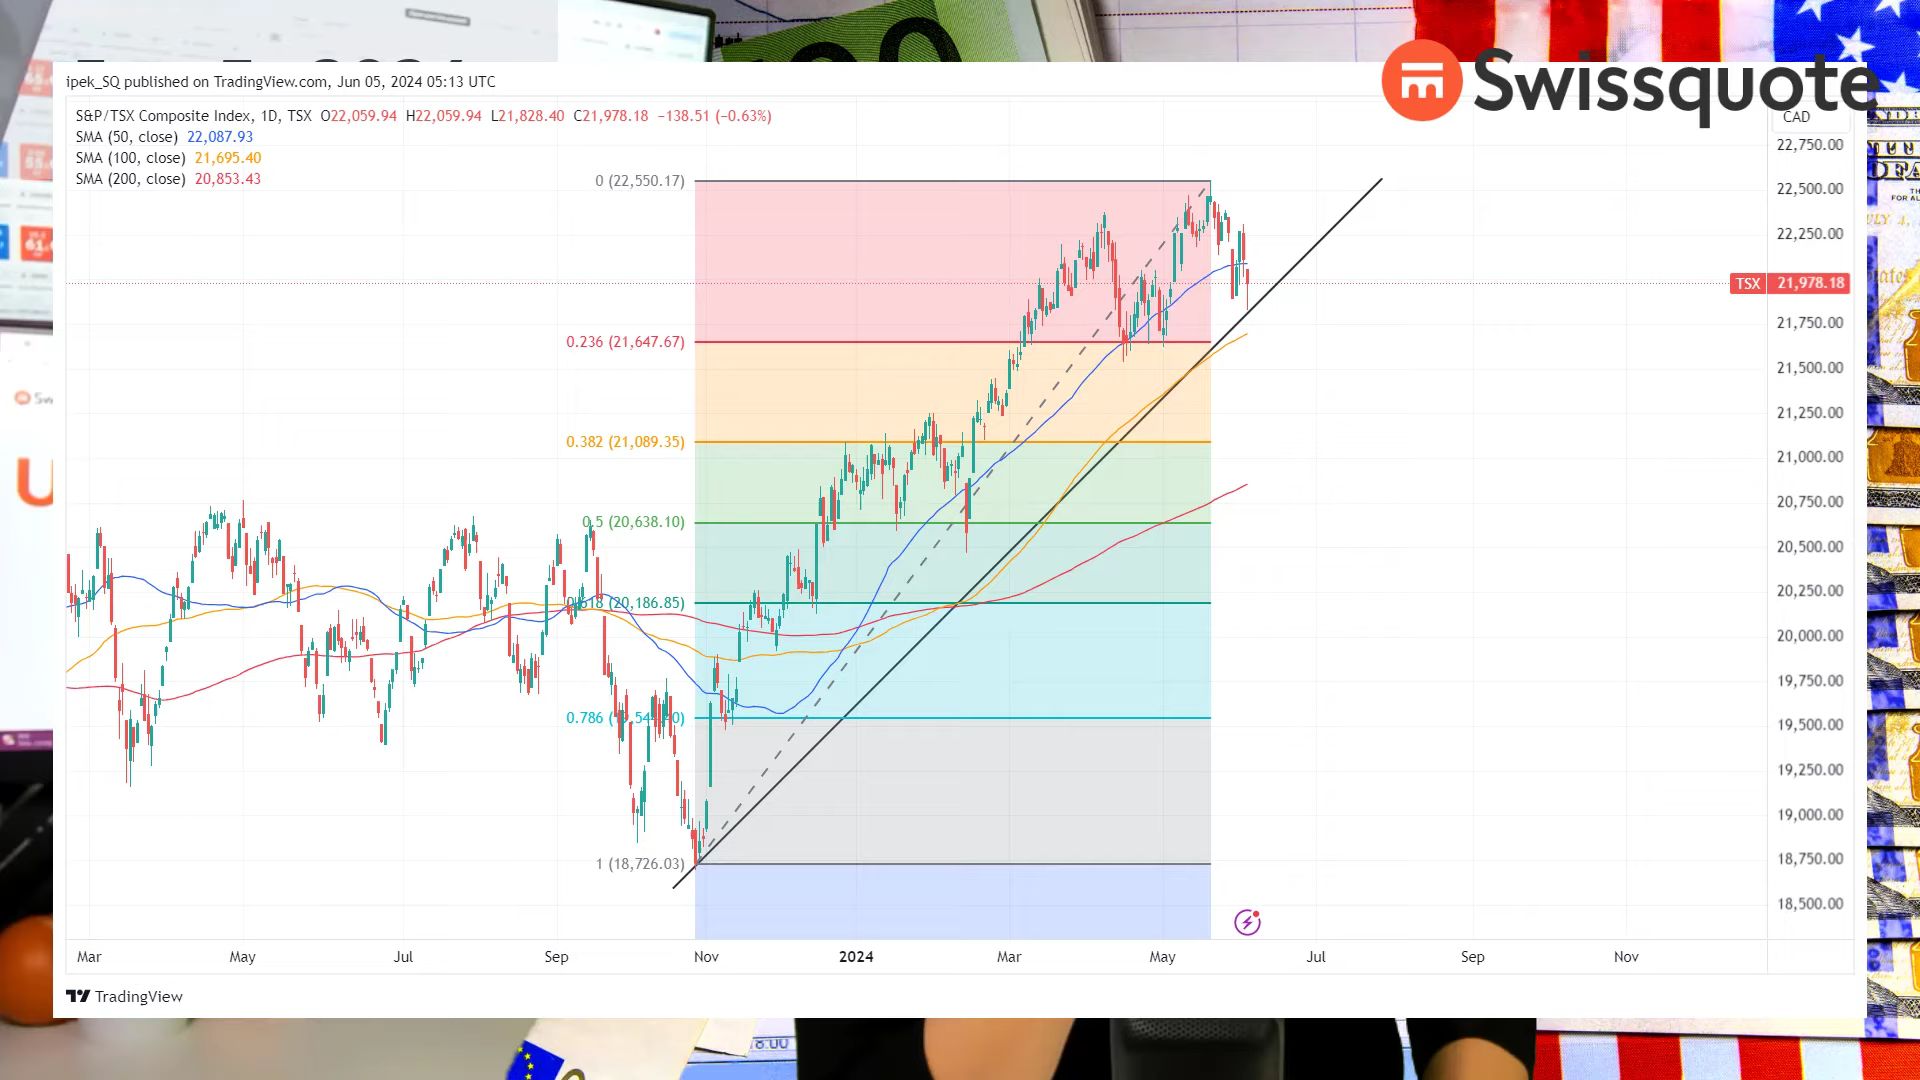 Swissquote
ipek_SQ published on TradingView.com, Jun 05, 2024 05:13 UTC
S&P/TSX Composite Index, 1D, TSX O22,059.94 H22,059.94 L21,828.40 C21,978.18 −138.51 (−0.63%)
SMA (50, close) 22,087.93
SMA (100, close) 21,695.40
SMA (200, close) 20,853.43
CAD
22,750.00
0 (22,550.17)
22,500.00
22,250.00
TSX 21,978.18
21,750.00
0.236 (21,647.67)
21,500.00
21,250.00
0.382 (21,089.35)
21,000.00
20,750.00
0.5 (20,638.10)
20,500.00
20,250.00
0.618 (20,186.85)
20,000.00
19,750.00
0.786
19,500.00
19,250.00
19,000.00
1 (18,726.03)
18,750.00
18,500.00
Mar May Jul Sep Nov 2024 Mar May Jul Sep Nov
TradingView